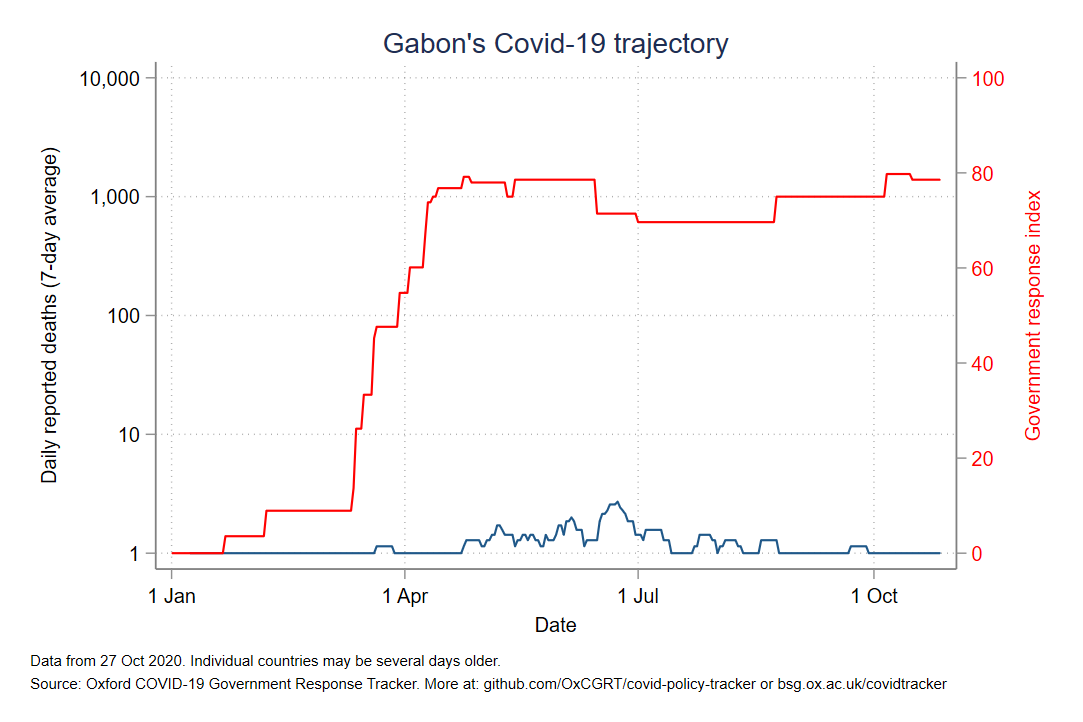 Gabon's Covid-19 trajectory
10,000
1,000
100
10
1
Daily reported deaths (7-day average)
100
80
60
40
20
0
Government response index
1 Jan
1 Apr
1 Jul
1 Oct
Date
Data from 27 Oct 2020. Individual countries may be several days older.
Source: Oxford COVID-19 Government Response Tracker. More at: github.com/OxCGRT/covid-policy-tracker or bsg.ox.ac.uk/covidtracker